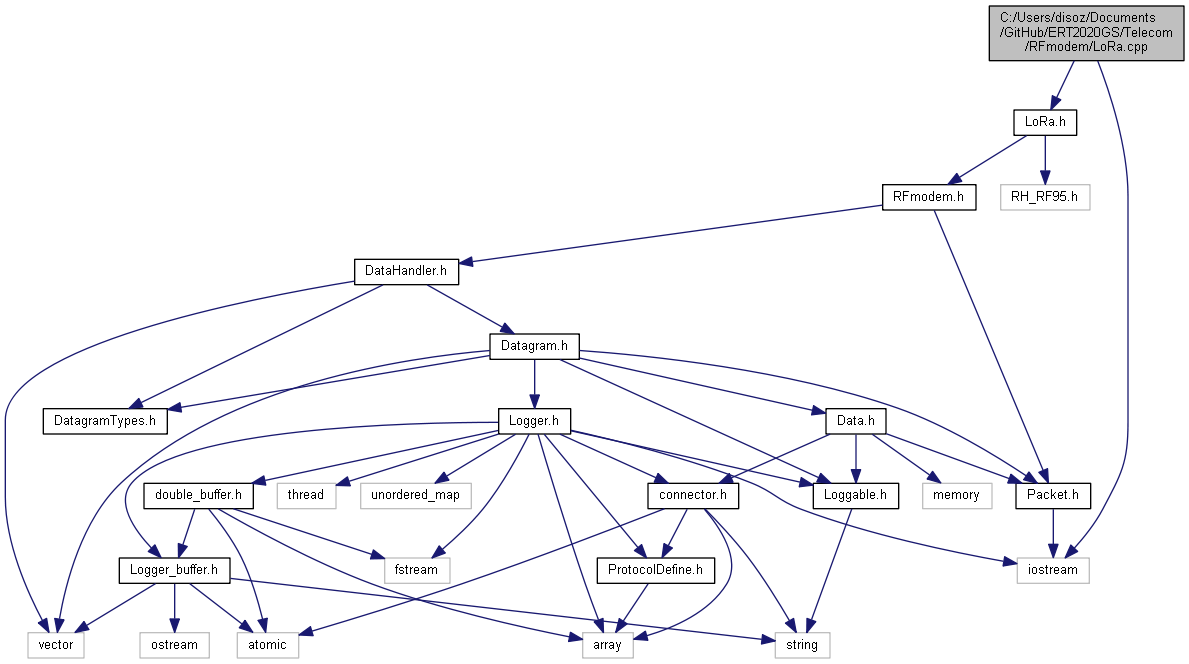 C:/Users/disoz/Documents
/GitHub/ERT2020GS/Telecom
/RFmodem/LoRa.cpp
LoRa.h
RFmodem.h
RH_RF95.h
DataHandler.h
Datagram.h
DatagramTypes.h
Logger.h
Data.h
double_buffer.h
thread
unordered_map
connector.h
Loggable.h
memory
Packet.h
Logger_buffer.h
fstream
ProtocolDefine.h
iostream
vector
ostream
atomic
array
string